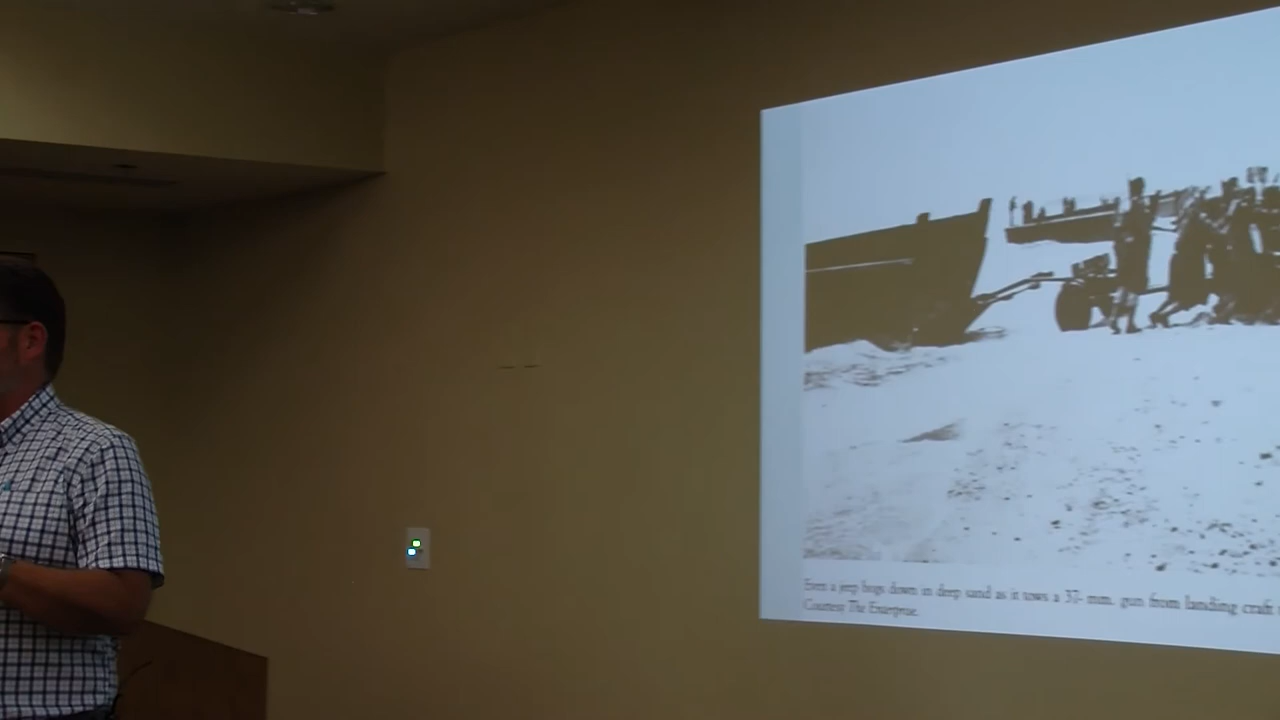 Even a jeep bogs down in deep sand as it tows a 37- mm. gun from landing craft
Courtesy The Enterprise.